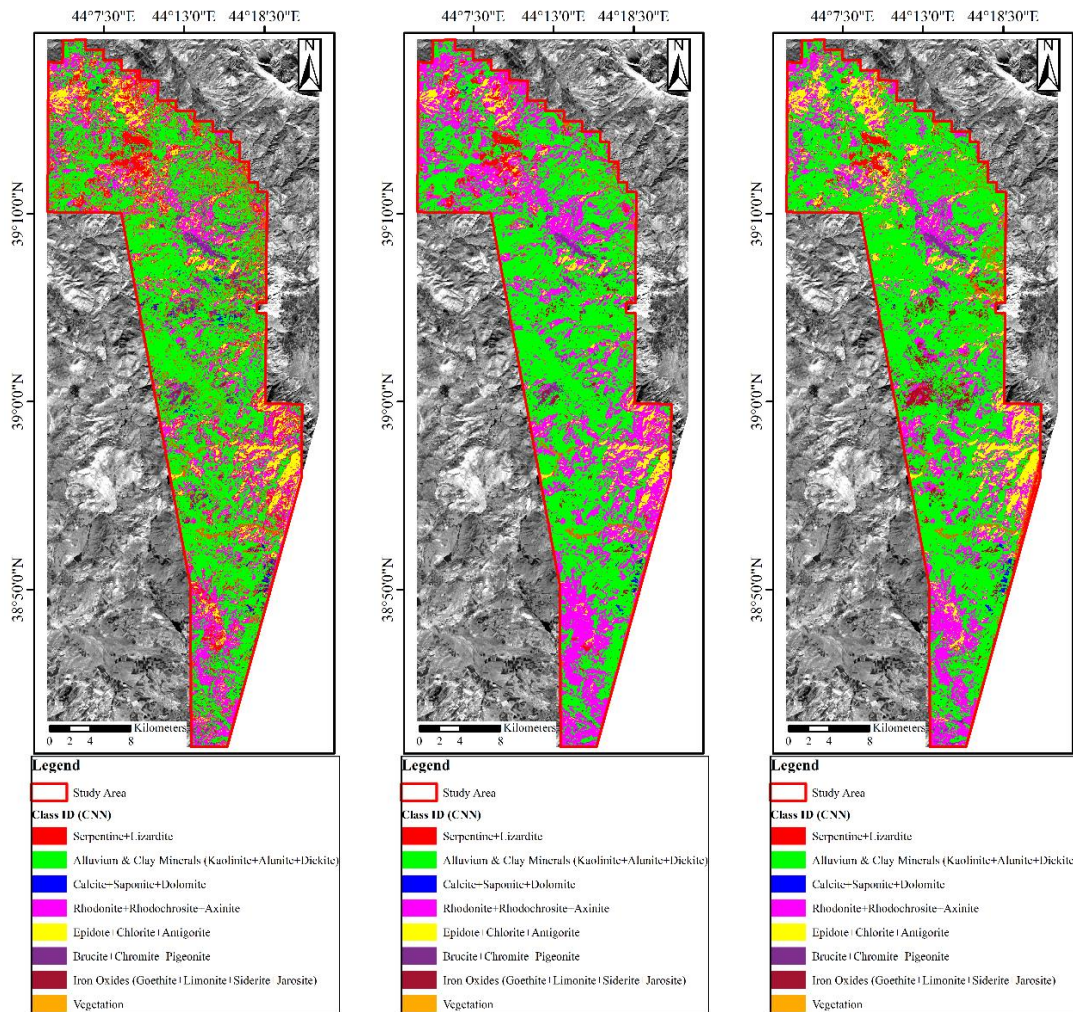 44°7'30"E 44°13'0"E 44°18'30"E
44°7'30"E 44°13'0"E 44°18'30"E
44°7'30"E 44°13'0"E 44°18'30"E
N
N
N
39°10'0"N
39°0'0"N
38°50'0"N
39°10'0"N
39°0'0"N
38°50'0"N
39°10'0"N
39°0'0"N
38°50'0"N
Kilometers
0 2 4 8
Kilometers
0 2 4 8
Kilometers
0 2 4 8
Legend
Study Area
Class ID (CNN)
Serpentine+Lizardite
Alluvium & Clay Minerals (Kaolinite+Alunite+Dickite)
Calcite+Saponite+Dolomite
Rhodonite+Rhodochrosite+Axinite
Epidote+Chlorite+Antigorite
Brucite+Chromite+Pigeonite
Iron Oxides (Goethite+Limonite+Siderite+Jarosite)
Vegetation
Legend
Study Area
Class ID (CNN)
Serpentine+Lizardite
Alluvium & Clay Minerals (Kaolinite+Alunite+Dickite)
Calcite+Saponite+Dolomite
Rhodonite+Rhodochrosite+Axinite
Epidote+Chlorite+Antigorite
Brucite+Chromite+Pigeonite
Iron Oxides (Goethite+Limonite+Siderite+Jarosite)
Vegetation
Legend
Study Area
Class ID (CNN)
Serpentine+Lizardite
Alluvium & Clay Minerals (Kaolinite+Alunite+Dickite)
Calcite+Saponite+Dolomite
Rhodonite+Rhodochrosite+Axinite
Epidote+Chlorite+Antigorite
Brucite+Chromite+Pigeonite
Iron Oxides (Goethite+Limonite+Siderite+Jarosite)
Vegetation